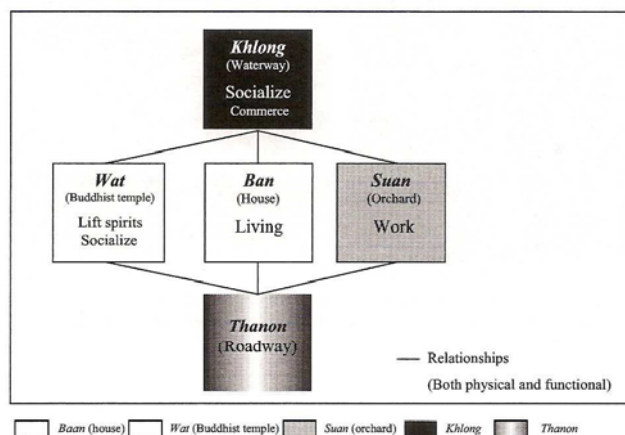 Khlong
(Waterway)
Socialize
Commerce
Wat
(Buddhist temple)
Lift spirits
Socialize
Ban
(House)
Living
Suan
(Orchard)
Work
Thanon
(Roadway)
Relationships
(Both physical and functional)
Baan (house)
Wat (Buddhist temple)
Suan (orchard)
Khlong
Thanon